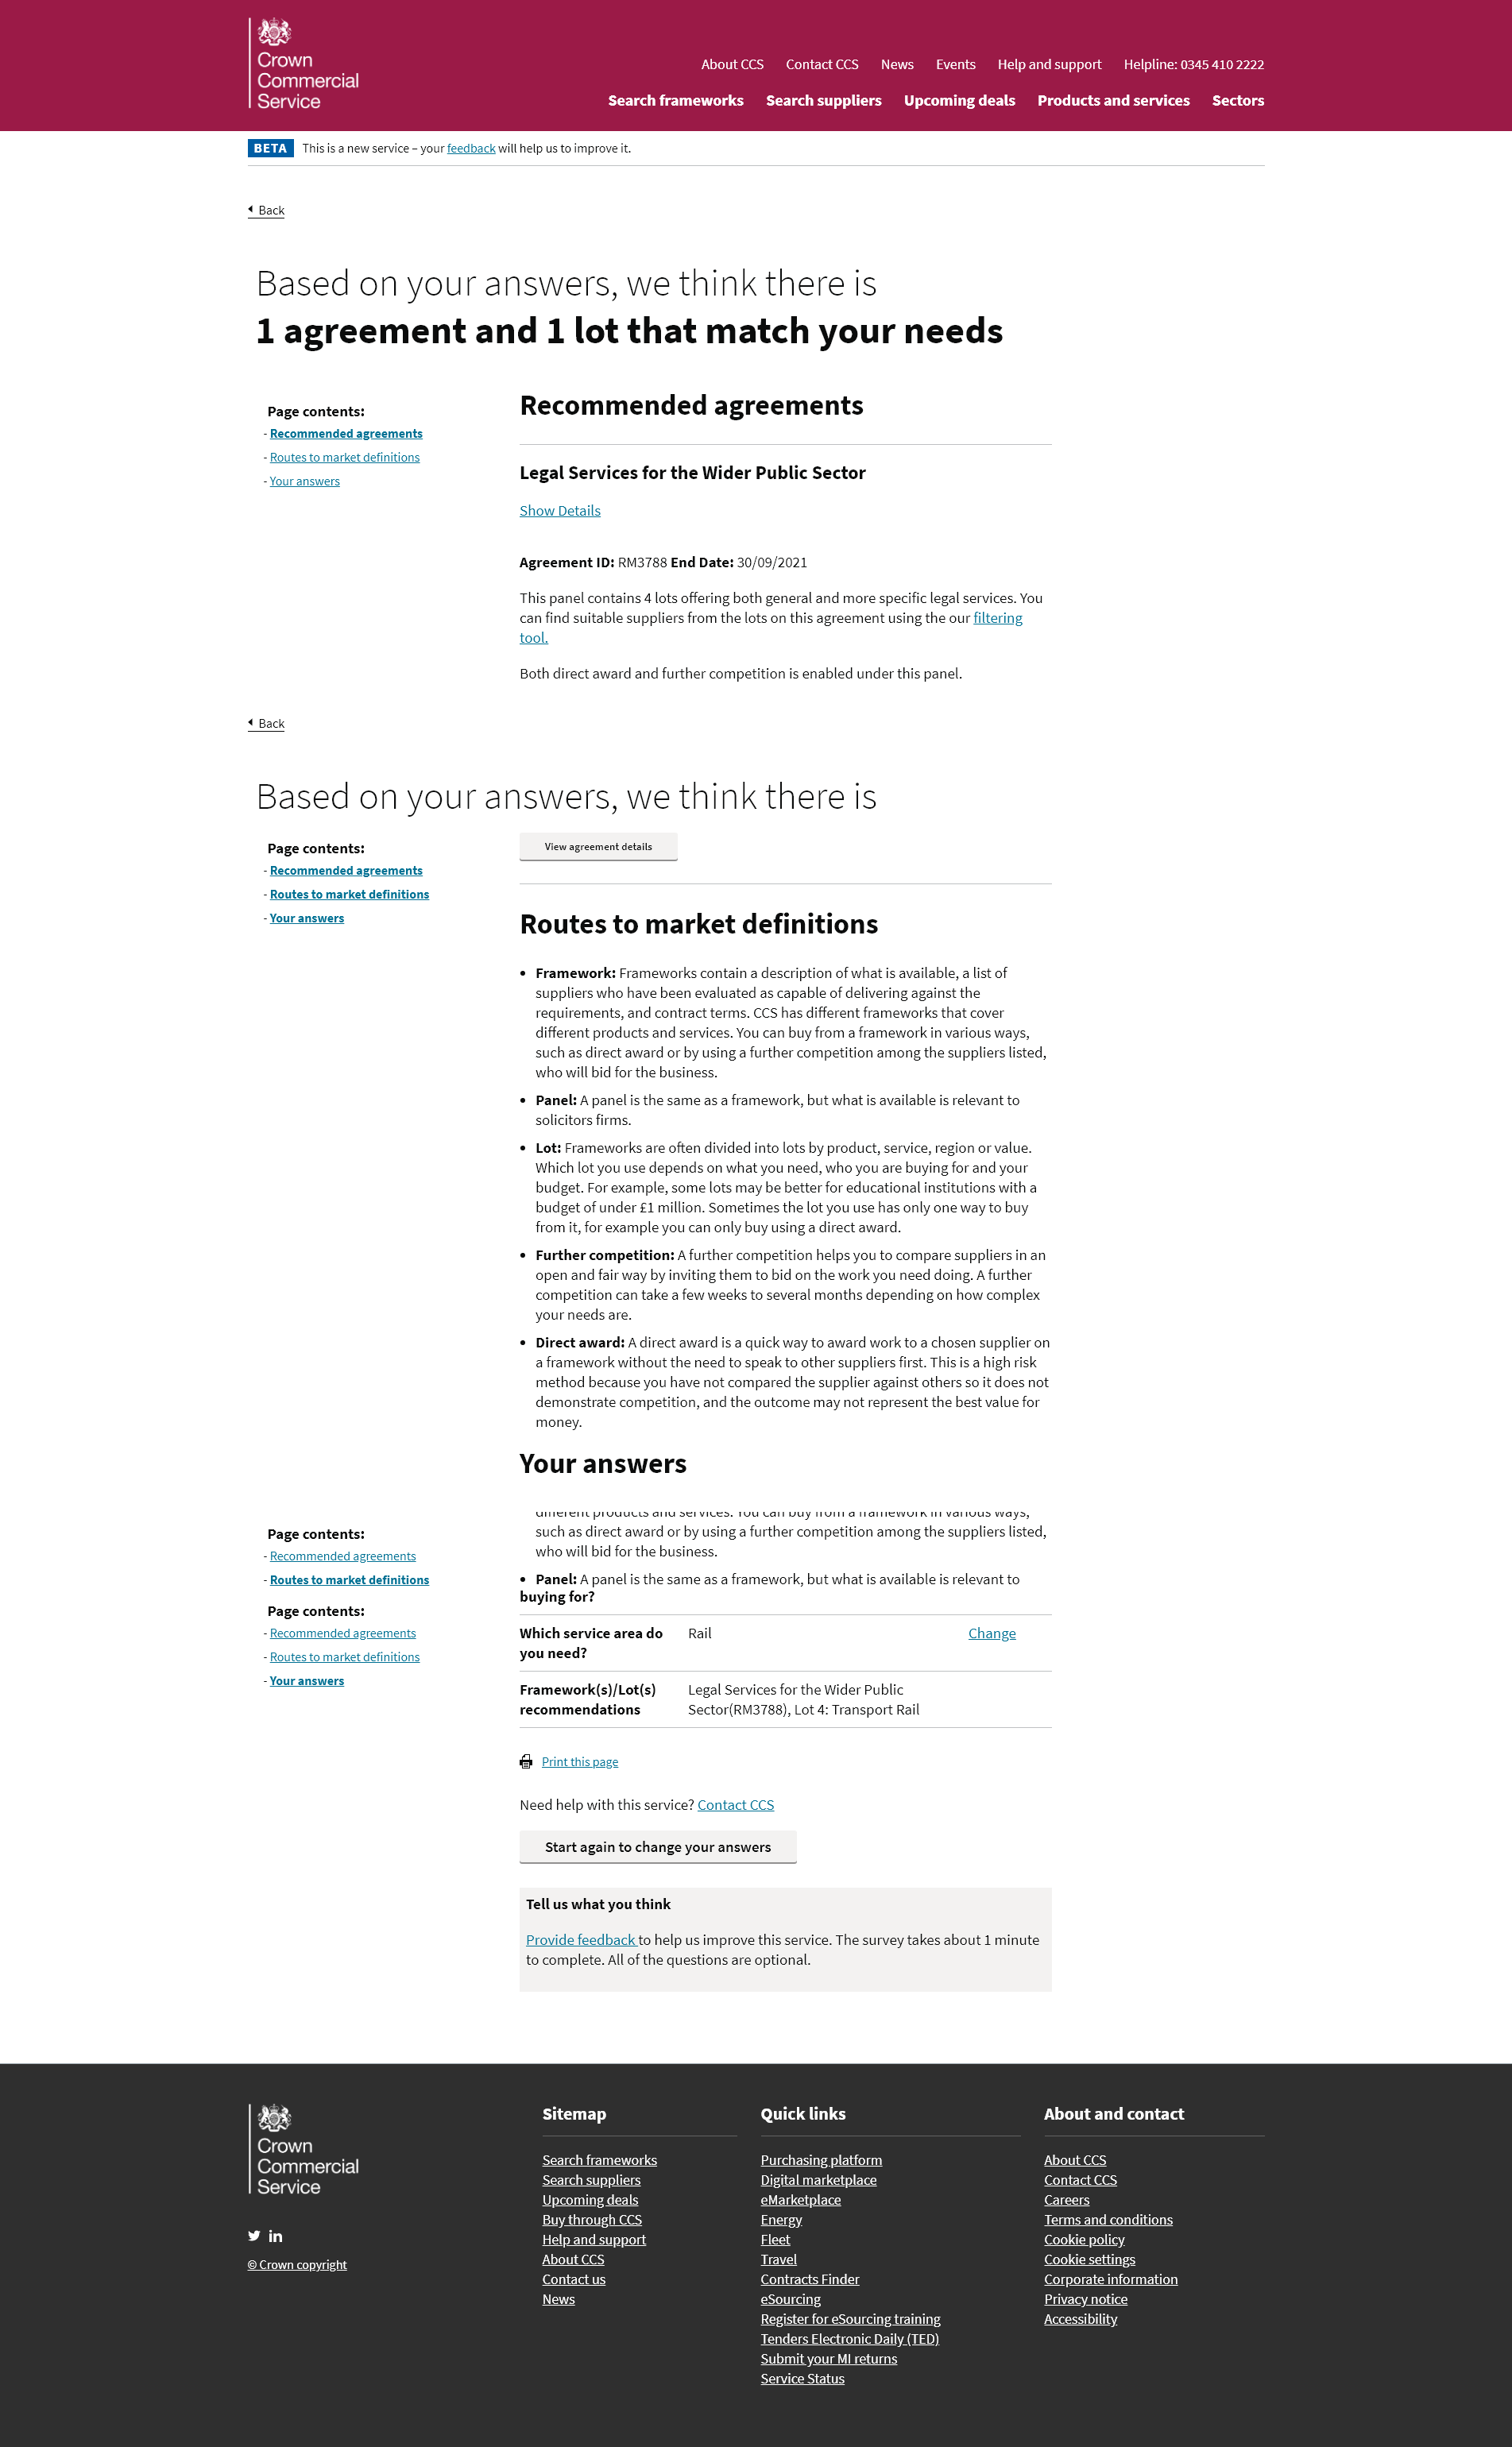 Crown
Commercial
Service
About CCS Contact CCS News Events Help and support Helpline: 0345 410 2222
Search frameworks Search suppliers Upcoming deals Products and services Sectors
BETA This is a new service – your feedback will help us to improve it.
Back
Based on your answers, we think there is
1 agreement and 1 lot that match your needs
Page contents:
- Recommended agreements
- Routes to market definitions
- Your answers
Recommended agreements
Legal Services for the Wider Public Sector
Show Details
Agreement ID: RM3788 End Date: 30/09/2021
This panel contains 4 lots offering both general and more specific legal services. You
can find suitable suppliers from the lots on this agreement using the our filtering
tool.
Both direct award and further competition is enabled under this panel.
Back
Based on your answers, we think there is
Page contents:
- Recommended agreements
- Routes to market definitions
- Your answers
View agreement details
Routes to market definitions
• Framework: Frameworks contain a description of what is available, a list of
suppliers who have been evaluated as capable of delivering against the
requirements, and contract terms. CCS has different frameworks that cover
different products and services. You can buy from a framework in various ways,
such as direct award or by using a further competition among the suppliers listed,
who will bid for the business.
• Panel: A panel is the same as a framework, but what is available is relevant to
solicitors firms.
• Lot: Frameworks are often divided into lots by product, service, region or value.
Which lot you use depends on what you need, who you are buying for and your
budget. For example, some lots may be better for educational institutions with a
budget of under £1 million. Sometimes the lot you use has only one way to buy
from it, for example you can only buy using a direct award.
• Further competition: A further competition helps you to compare suppliers in an
open and fair way by inviting them to bid on the work you need doing. A further
competition can take a few weeks to several months depending on how complex
your needs are.
• Direct award: A direct award is a quick way to award work to a chosen supplier on
a framework without the need to speak to other suppliers first. This is a high risk
method because you have not compared the supplier against others so it does not
demonstrate competition, and the outcome may not represent the best value for
money.
Your answers
different products and services. You can buy from a framework in various ways,
such as direct award or by using a further competition among the suppliers listed,
who will bid for the business.
• Panel: A panel is the same as a framework, but what is available is relevant to
buying for?
Page contents:
- Recommended agreements
- Routes to market definitions
Page contents:
- Recommended agreements
- Routes to market definitions
- Your answers
Which service area do Rail Change
you need?
Framework(s)/Lot(s) Legal Services for the Wider Public
recommendations Sector(RM3788), Lot 4: Transport Rail
Print this page
Need help with this service? Contact CCS
Start again to change your answers
Tell us what you think
Provide feedback to help us improve this service. The survey takes about 1 minute
to complete. All of the questions are optional.
Crown
Commercial
Service
© Crown copyright
Sitemap
Search frameworks
Search suppliers
Upcoming deals
Buy through CCS
Help and support
About CCS
Contact us
News
Quick links
Purchasing platform
Digital marketplace
eMarketplace
Energy
Fleet
Travel
Contracts Finder
eSourcing
Register for eSourcing training
Tenders Electronic Daily (TED)
Submit your MI returns
Service Status
About and contact
About CCS
Contact CCS
Careers
Terms and conditions
Cookie policy
Cookie settings
Corporate information
Privacy notice
Accessibility